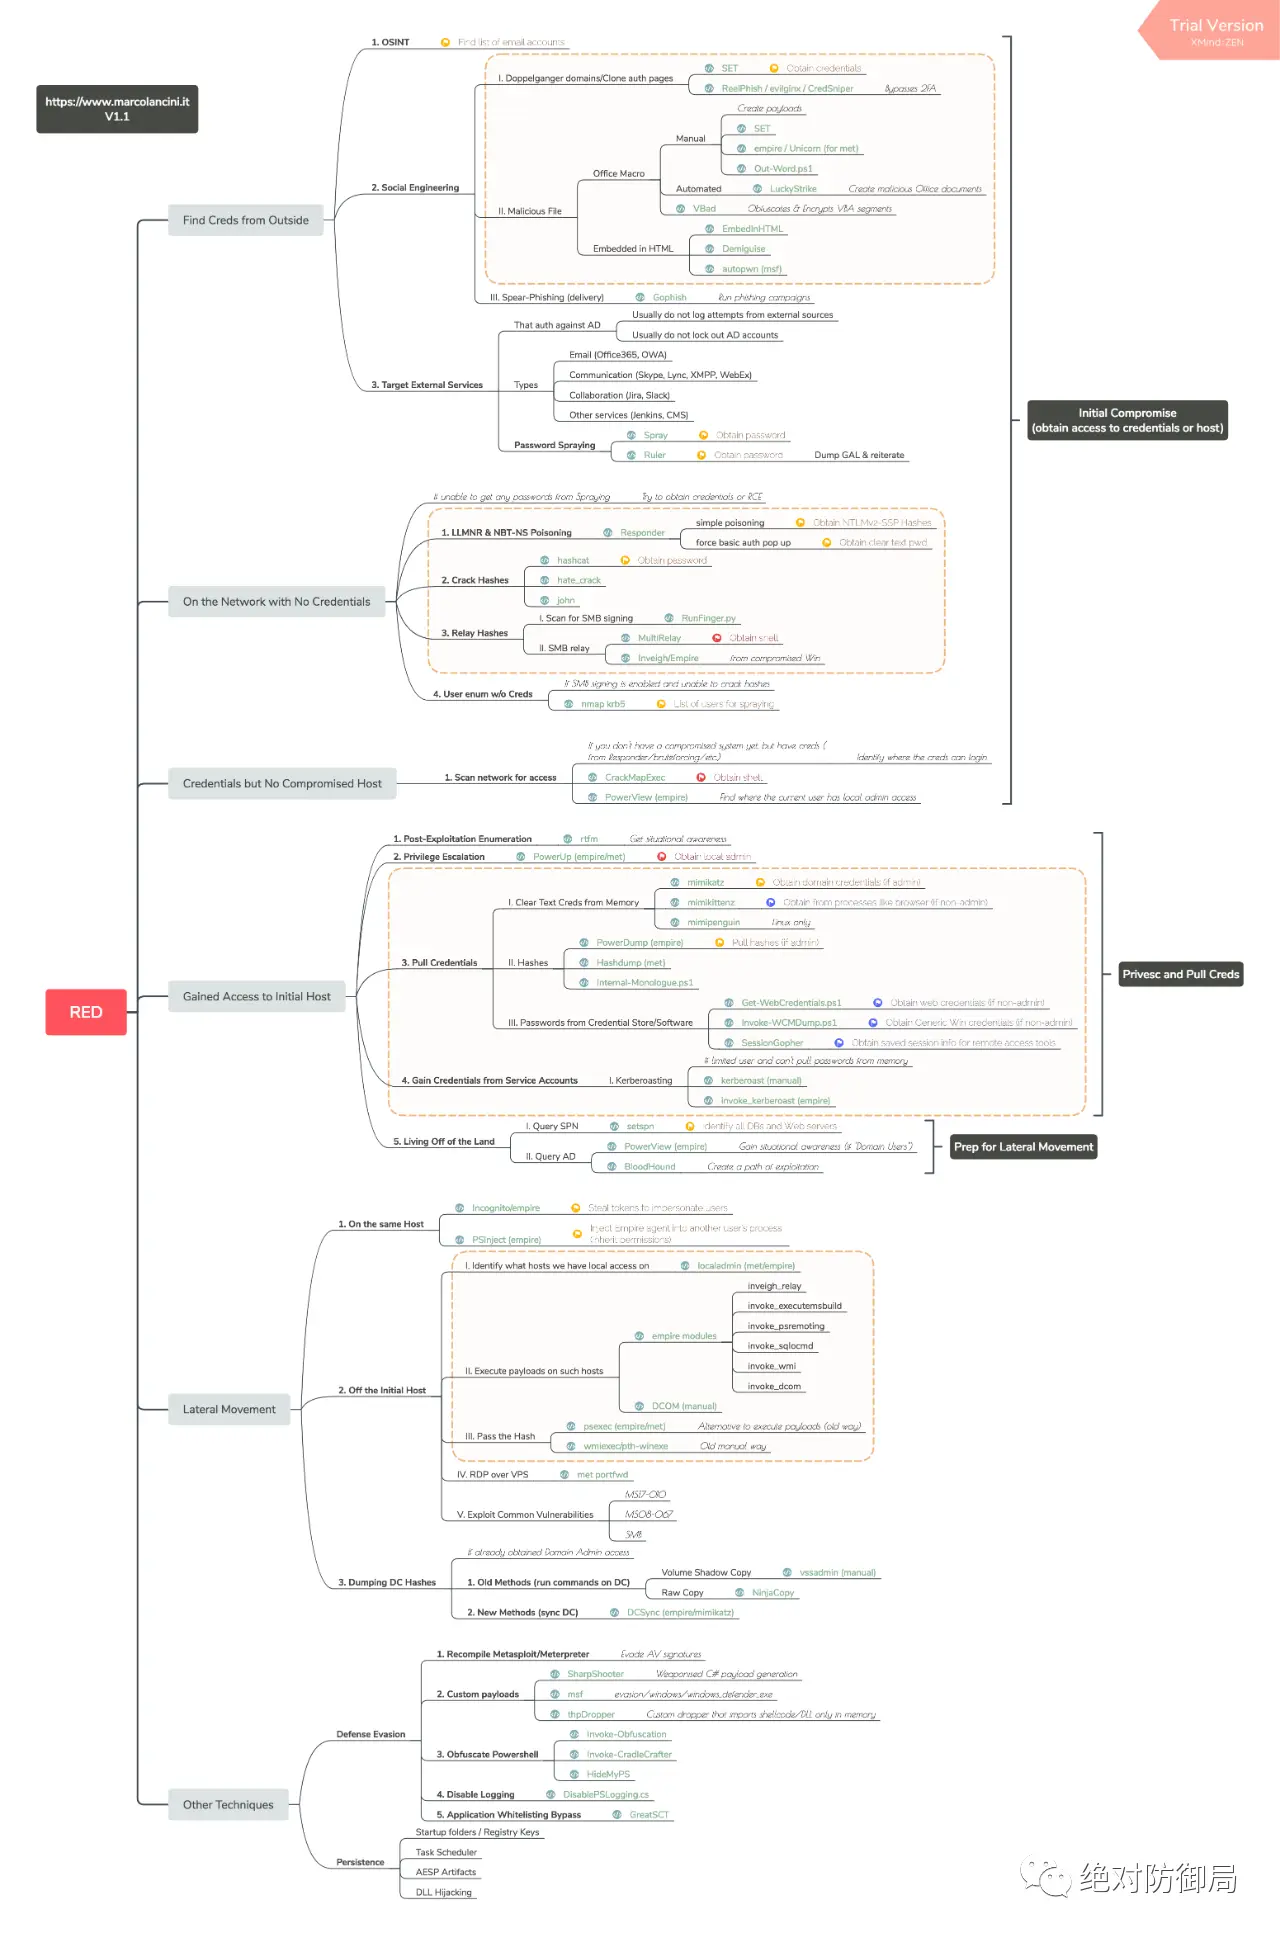 Trial Version
XMind:ZEN
https://www.marcolancini.it
V1.1
RED
Find Creds from Outside
1. OSINT
Find list of email accounts
2. Social Engineering
I. Doppelganger domains/Clone auth pages
SET
Obtain credentials
ReelPhish / evilginx / CredSniper
Bypasses 2FA
II. Malicious File
Office Macro
Manual
Create payloads
SET
empire / Unicorn (for met)
Out-Word.ps1
Automated
LuckyStrike
Create malicious Office documents
VBad
Obfuscates & Encrypts VBA segments
Embedded in HTML
EmbedInHTML
Demiguise
autopwn (msf)
III. Spear-Phishing (delivery)
Gophish
Run phishing campaigns
3. Target External Services
That auth against AD
Usually do not log attempts from external sources
Usually do not lock out AD accounts
Types
Email (Office365, OWA)
Communication (Skype, Lync, XMPP, WebEx)
Collaboration (Jira, Slack)
Other services (Jenkins, CMS)
Password Spraying
Spray
Obtain password
Ruler
Obtain password
Dump GAL & reiterate
Initial Compromise
(obtain access to credentials or host)
On the Network with No Credentials
If unable to get any passwords from Spraying
Try to obtain credentials or RCE
1. LLMNR & NBT-NS Poisoning
Responder
simple poisoning
Obtain NTLMv2-SSP Hashes
force basic auth pop up
Obtain clear text pwd
2. Crack Hashes
hashcat
Obtain password
hate_crack
john
3. Relay Hashes
I. Scan for SMB signing
RunFinger.py
II. SMB relay
MultiRelay
Obtain shell
Inveigh/Empire
from compromised Win
4. User enum w/o Creds
If SMB signing is enabled and unable to crack hashes
nmap krb5
List of users for spraying
Credentials but No Compromised Host
1. Scan network for access
If you don't have a compromised system yet, but have creds (
from Responder/bruteforcing/etc)
Identify where the creds can login
CrackMapExec
Obtain shell
PowerView (empire)
Find where the current user has local admin access
Gained Access to Initial Host
1. Post-Exploitation Enumeration
rtfm
Get situational awareness
2. Privilege Escalation
PowerUp (empire/met)
Obtain local admin
3. Pull Credentials
I. Clear Text Creds from Memory
mimikatz
Obtain domain credentials (if admin)
mimikittenz
Obtain from processes like browser (if non-admin)
mimipenguin
Linux only
II. Hashes
PowerDump (empire)
Pull hashes (if admin)
Hashdump (met)
Internal-Monologue.ps1
III. Passwords from Credential Store/Software
Get-WebCredentials.ps1
Obtain web credentials (if non-admin)
Invoke-WCMDump.ps1
Obtain Generic Win credentials (if non-admin)
SessionGopher
Obtain saved session info for remote access tools
4. Gain Credentials from Service Accounts
I. Kerberoasting
If limited user and can't pull passwords from memory
kerberoast (manual)
invoke_kerberoast (empire)
Privesc and Pull Creds
5. Living Off of the Land
I. Query SPN
setspn
Identify all DBs and Web servers
II. Query AD
PowerView (empire)
Gain situational awareness (if "Domain Users")
BloodHound
Create a path of exploitation
Prep for Lateral Movement
Lateral Movement
1. On the same Host
Incognito/empire
Steal tokens to impersonate users
PSInject (empire)
Inject Empire agent into another user's process
(inherit permissions)
2. Off the Initial Host
I. Identify what hosts we have local access on
localadmin (met/empire)
II. Execute payloads on such hosts
empire modules
inveigh_relay
invoke_executemsbuild
invoke_psremoting
invoke_sqlocmd
invoke_wmi
invoke_dcom
DCOM (manual)
III. Pass the Hash
psexec (empire/met)
Alternative to execute payloads (old way)
wmiexec/pth-winexe
Old manual way
IV. RDP over VPS
met portfwd
V. Exploit Common Vulnerabilities
MS17-010
MS08-067
SMB
3. Dumping DC Hashes
If already obtained Domain Admin access
1. Old Methods (run commands on DC)
Volume Shadow Copy
vssadmin (manual)
Raw Copy
NinjaCopy
2. New Methods (sync DC)
DCSync (empire/mimikatz)
Other Techniques
Defense Evasion
1. Recompile Metasploit/Meterpreter
Evade AV signatures
2. Custom payloads
SharpShooter
Weaponised C# payload generation
msf
evasion/windows/windows_defender_exe
thpDropper
Custom dropper that imports shellcode/DLL only in memory
3. Obfuscate Powershell
Invoke-Obfuscation
Invoke-CradleCrafter
HideMyPS
4. Disable Logging
DisablePSLogging.cs
5. Application Whitelisting Bypass
GreatSCT
Persistence
Startup folders / Registry Keys
Task Scheduler
AESP Artifacts
DLL Hijacking
绝对防御局